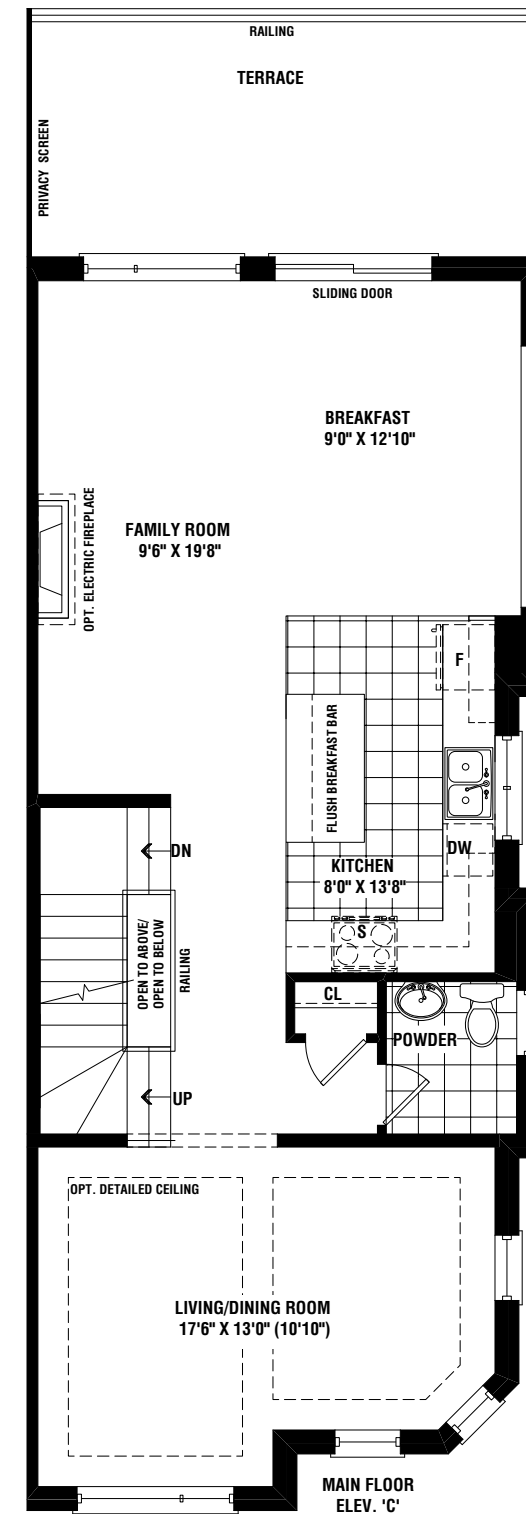 RAILING
TERRACE
PRIVACY SCREEN
SLIDING DOOR
BREAKFAST
9'0" X 12'10"
FAMILY ROOM
9'6" X 19'8"
OPT. ELECTRIC FIREPLACE
F
FLUSH BREAKFAST BAR
DN
DW
KITCHEN
8'0" X 13'8"
S
OPEN TO ABOVE/
OPEN TO BELOW
RAILING
CL
POWDER
UP
OPT. DETAILED CEILING
LIVING/DINING ROOM
17'6" X 13'0" (10'10")
MAIN FLOOR
ELEV. 'C'